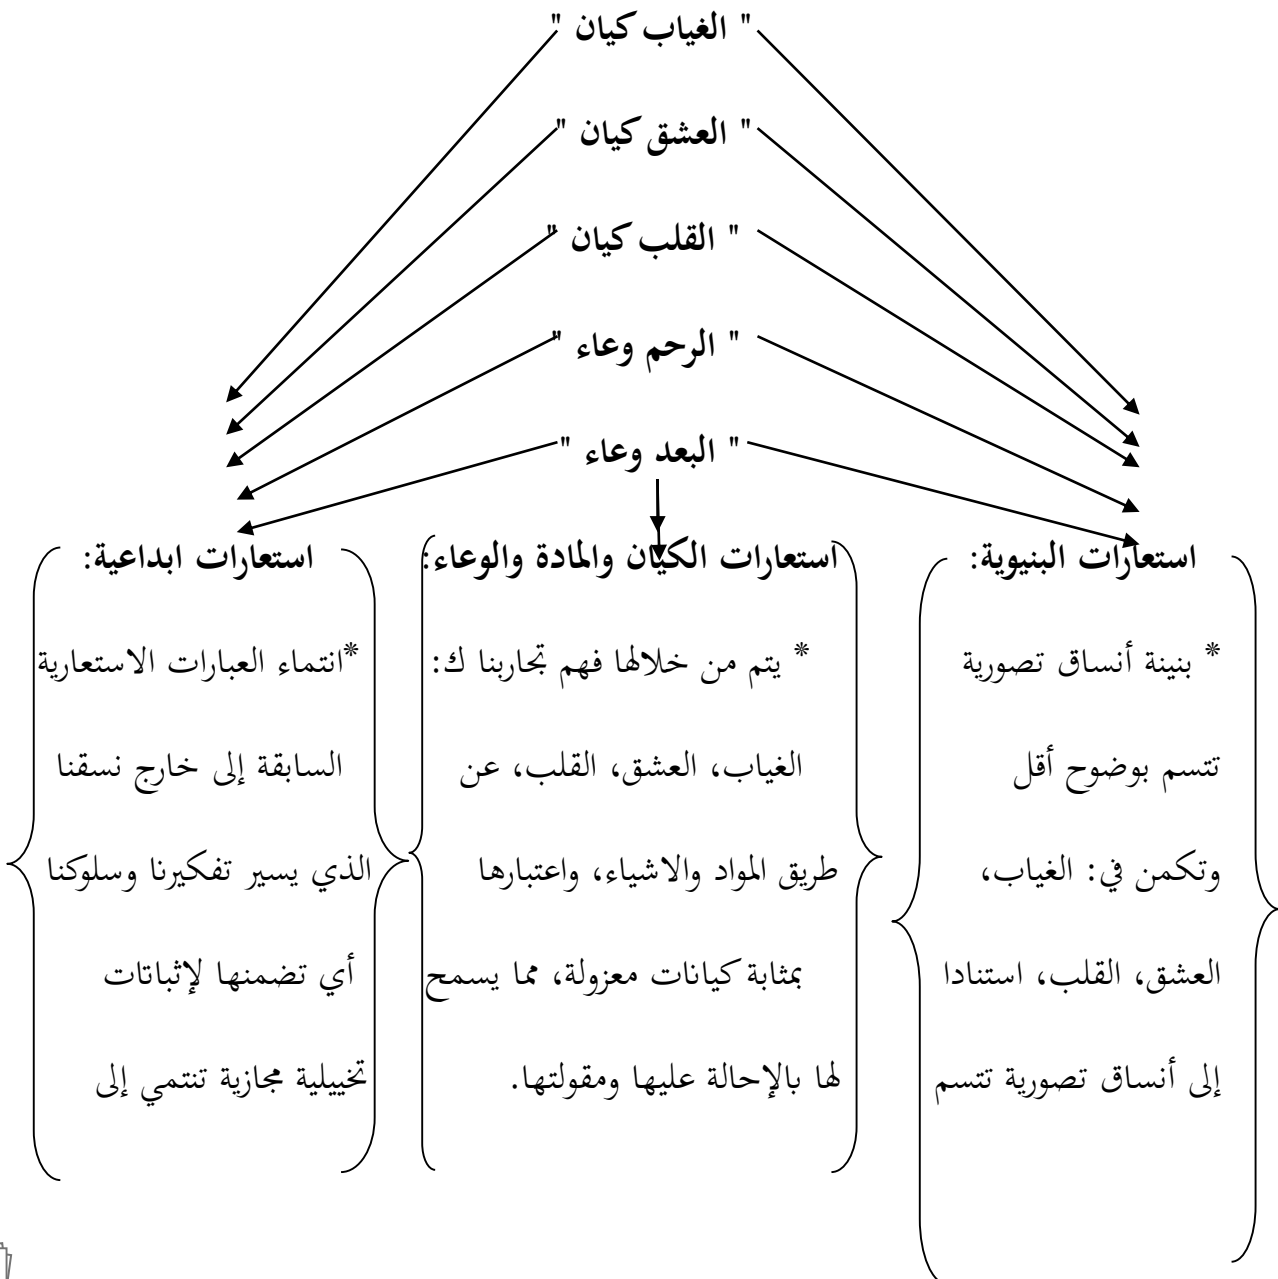 " الغياب كيان "
" العشق كيان "
" القلب كيان "
" الرحم وعاء "
" البعد وعاء "
استعارات البنيوية:
* بنينة أنساق تصورية
تتسم بوضوح أقل
وتكمن في: الغياب،
العشق، القلب، استنادا
إلى أنساق تصورية تتسم
استعارات الكيان والمادة والوعاء:
* يتم من خلالها فهم تجاربنا ك:
الغياب، العشق، القلب، عن
طريق المواد والاشياء، واعتبارها
بمثابة كيانات معزولة، مما يسمح
لها بالإحالة عليها ومقولتها.
استعارات ابداعية:
*انتماء العبارات الاستعارية
السابقة إلى خارج نسقنا
الذي يسير تفكيرنا وسلوكنا
أي تضمنها لإثباتات
تخييلية مجازية تنتمي إلى